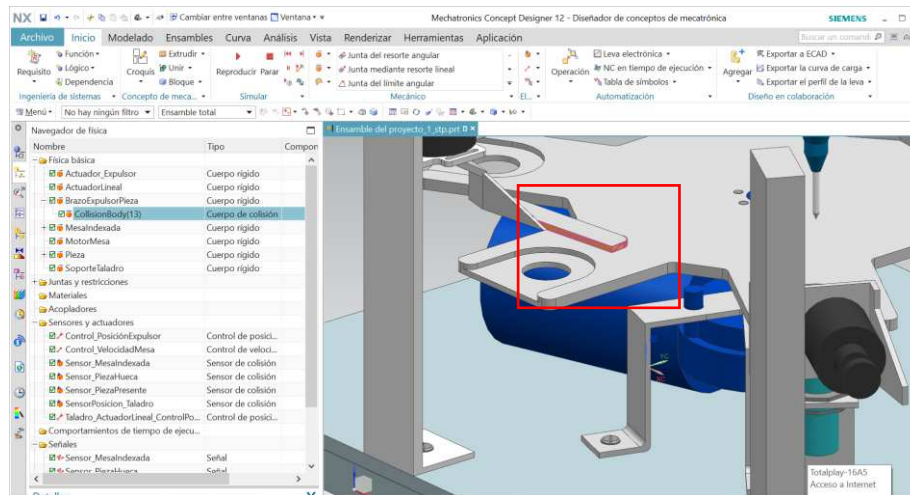 NX Cambiar entre ventanas Ventana Mechatronics Concept Designer 12 - Diseñador de conceptos de mecatrónica SIEMENS
Archivo Inicio Modelado Ensambles Curva Análisis Vista Renderizar Herramientas Aplicación Buscar un comand
Función Extrudir Junta del resorte angular Leva electrónica Exportar a ECAD
Lógico Unir Junta mediante resorte lineal NC en tiempo de ejecución Exportar la curva de carga
Requisito Dependencia Croquis Bloque Reproducir Parar Junta del límite angular Operación Tabla de símbolos Agregar Exportar el perfil de la leva
Ingeniería de sistemas Concepto de meca... Simular Mecánico EL... Automatización Diseño en colaboración
Menú No hay ningún filtro Ensamble total
Navegador de física Ensamble del proyecto_1_stp.prt
Nombre Tipo Compon
Física básica
Actuador_Expulsor Cuerpo rígido
ActuadorLineal Cuerpo rígido
BrazoExpulsorPieza Cuerpo rígido
CollisionBody(13) Cuerpo de colisión
MesaIndexada Cuerpo rígido
MotorMesa Cuerpo rígido
Pieza Cuerpo rígido
SoporteTaladro Cuerpo rígido
Juntas y restricciones
Materiales
Acopladores
Sensores y actuadores
Control_PosiciónExpulsor Control de posici...
Control_VelocidadMesa Control de veloci...
Sensor_MesaIndexada Sensor de colisión
Sensor_PiezaHueca Sensor de colisión
Sensor_PiezaPresente Sensor de colisión
SensorPosicion_Taladro Sensor de colisión
Taladro_ActuadorLineal_ControlPo... Control de posici...
Comportamientos de tiempo de ejecu...
Señales
Sensor_MesaIndexada Señal
Sensor_PiezaHueca Señal
Totalplay-16A5
Acceso a Internet